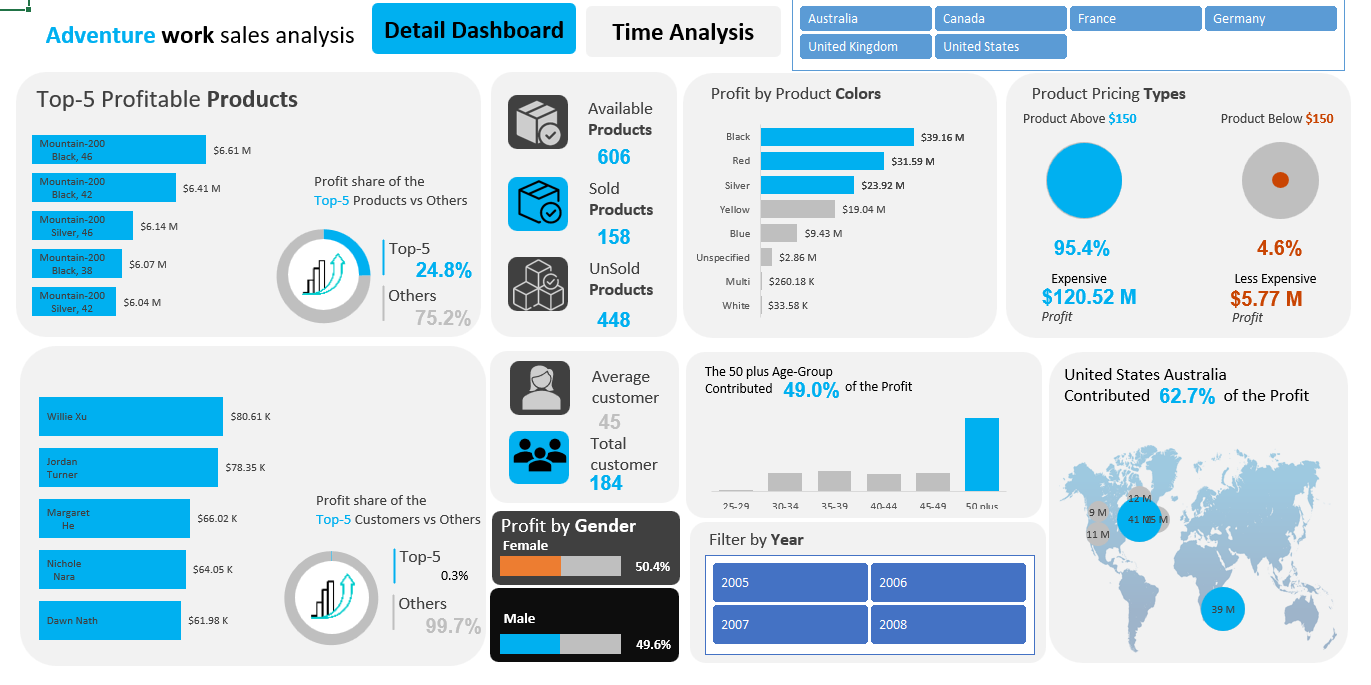 Adventure work sales analysis
Detail Dashboard
Time Analysis
Australia
Canada
France
Germany
United Kingdom
United States
Top-5 Profitable Products
Mountain-200
Black, 46
$6.61 M
Mountain-200
Black, 42
$6.41 M
Mountain-200
Silver, 46
$6.14 M
Mountain-200
Black, 38
$6.07 M
Mountain-200
Silver, 42
$6.04 M
Profit share of the
Top-5 Products vs Others
Top-5
24.8%
Others
75.2%
Available
Products
606
Sold
Products
158
UnSold
Products
448
Profit by Product Colors
Black
$39.16 M
Red
$31.59 M
Silver
$23.92 M
Yellow
$19.04 M
Blue
$9.43 M
Unspecified
$2.86 M
Multi
$260.18 K
White
$33.58 K
Product Pricing Types
Product Above $150
95.4%
Expensive
$120.52 M
Profit
Product Below $150
4.6%
Less Expensive
$5.77 M
Profit
Willie Xu
$80.61 K
Jordan
Turner
$78.35 K
Margaret
He
$66.02 K
Nichole
Nara
$64.05 K
Dawn Nath
$61.98 K
Profit share of the
Top-5 Customers vs Others
Top-5
0.3%
Others
99.7%
Average
customer
45
Total
customer
184
Profit by Gender
Female
50.4%
Male
49.6%
The 50 plus Age-Group
Contributed 49.0% of the Profit
25-29
30-34
35-39
40-44
45-49
50 plus
Filter by Year
2005
2006
2007
2008
United States Australia
Contributed 62.7% of the Profit
12 M
9 M
41 M
11 M
39 M